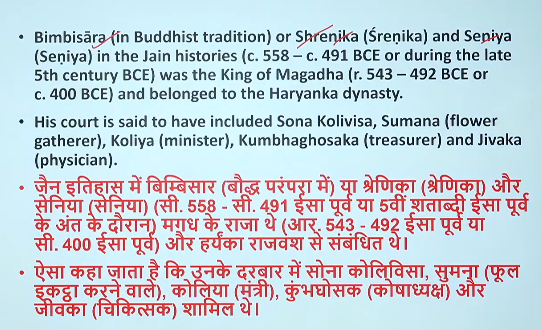 • Bimbisāra (in Buddhist tradition) or Shreṇika (Śreṇika) and Seṇiya
(Seṇiya) in the Jain histories (c. 558 – c. 491 BCE or during the late
5th century BCE) was the King of Magadha (r. 543 – 492 BCE or
c. 400 BCE) and belonged to the Haryanka dynasty.
• His court is said to have included Sona Kolivisa, Sumana (flower
gatherer), Koliya (minister), Kumbhaghosaka (treasurer) and Jivaka
(physician).
• जैन इतिहास में बिम्बिसार (बौद्ध परंपरा में) या श्रेणिका (श्रेणिका) और
सेनिया (सेनिया) (सी. 558 - सी. 491 ईसा पूर्व या 5वीं शताब्दी ईसा पूर्व
के अंत के दौरान) मगध के राजा थे (आर. 543 - 492 ईसा पूर्व या
सी. 400 ईसा पूर्व) और हर्यंका राजवंश से संबंधित थे।
• ऐसा कहा जाता है कि उनके दरबार में सोना कोलिविसा, सुमना (फूल
इकट्ठा करने वाले), कोलिया (मंत्री), कुंभघोसक (कोषाध्यक्ष) और
जीवका (चिकित्सक) शामिल थे।